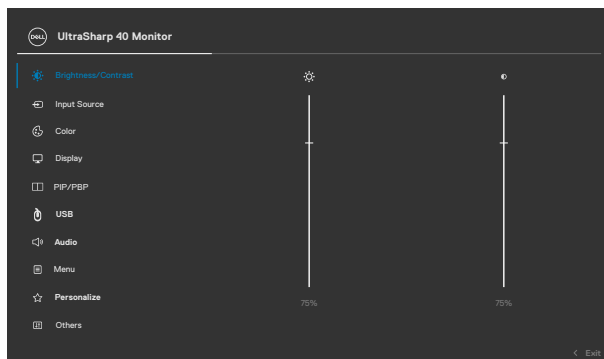 DELL UltraSharp 40 Monitor
Brightness/Contrast
Input Source
Color
Display
PIP/PBP
USB
Audio
Menu
Personalize
Others
75%
75%
Exit